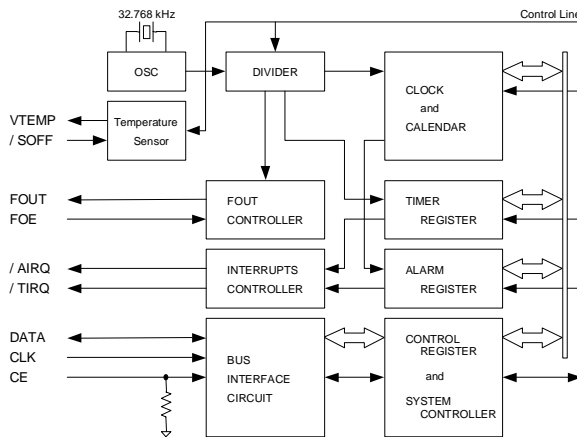 32.768 kHz
Control Line
OSC
DIVIDER
CLOCK
and
CALENDAR
VTEMP
/ SOFF
Temperature
Sensor
FOUT
FOE
FOUT
CONTROLLER
TIMER
REGISTER
/ AIRQ
/ TIRQ
INTERRUPTS
CONTROLLER
ALARM
REGISTER
DATA
CLK
CE
BUS
INTERFACE
CIRCUIT
CONTROL
REGISTER
and
SYSTEM
CONTROLLER